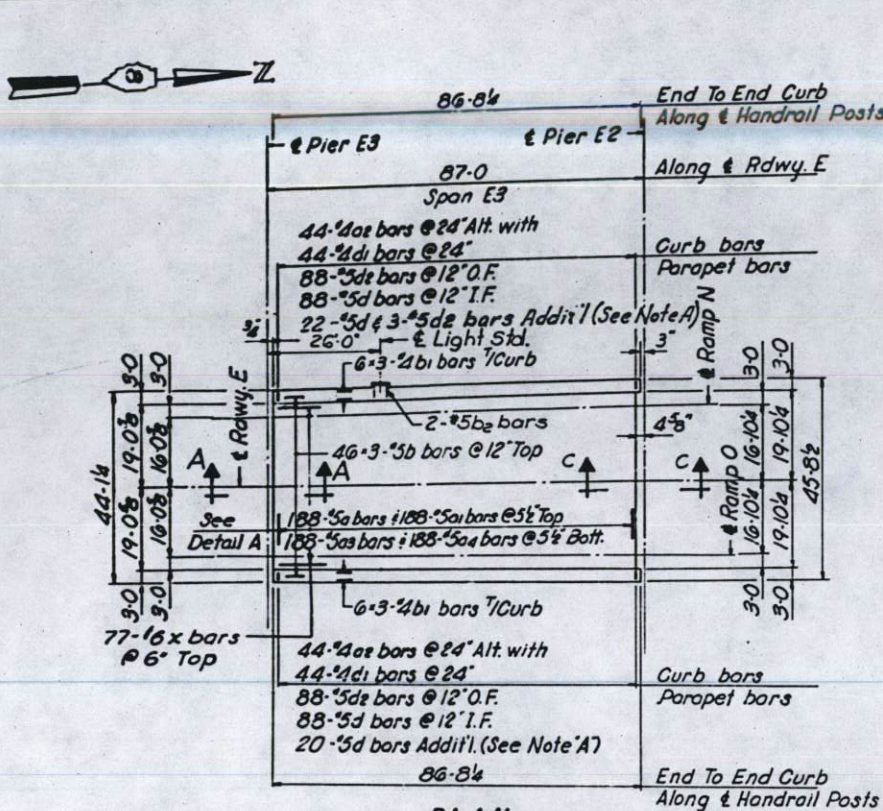 Z
86-8¼ End To End Curb
Along ℄ Handrail Posts
℄ Pier E3 ℄ Pier E2
87-0 Along ℄ Rdwy. E
Span E3
44-#4a2 bars @ 24" Alt. with
44-#4d1 bars @ 24"
88-#5d2 bars @ 12" O.F.
88-#5d bars @ 12" I.F.
22-#5d & 3-#5d2 bars Addit'l (See Note A)
Curb bars
Parapet bars
¾" 26'-0" ℄ Light Std. 3"
6=3-#4b1 bars T/Curb
℄ Ramp N
2-#5b2 bars
4⅝"
46=3-#5b bars @ 12" Top
℄ Rdwy. E
A A C C
44-1¼
3-0 19-0⅝ 19-0⅝ 3-0
3-0 16-0⅝ 16-0⅝ 3-0
3-0 16-10¼ 16-10¼ 3-0
3-0 19-10¼ 19-10¼ 3-0
45-8½
℄ Ramp O
See
Detail A
188-#5a bars & 188-#5a1 bars @ 5½" Top
188-#5a3 bars & 188-#5a4 bars @ 5½" Bott.
6=3-#4b1 bars T/Curb
77-#6x bars
@ 6" Top
44-#4a2 bars @ 24" Alt. with
44-#4d1 bars @ 24"
88-#5d2 bars @ 12" O.F.
88-#5d bars @ 12" I.F.
20-#5d bars Addit'l. (See Note "A")
Curb bars
Parapet bars
86-8¼ End To End Curb
Along ℄ Handrail Posts